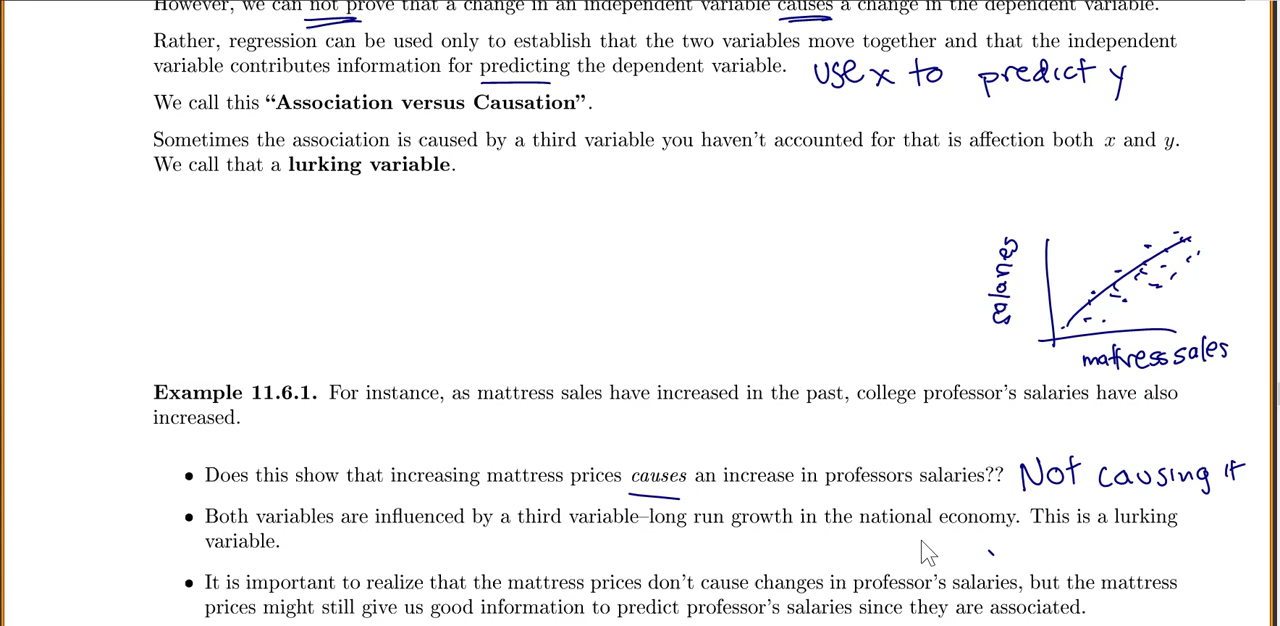 However, we can not prove that a change in an independent variable causes a change in the dependent variable.
Rather, regression can be used only to establish that the two variables move together and that the independent
variable contributes information for predicting the dependent variable. use x to predict y
We call this “Association versus Causation”.
Sometimes the association is caused by a third variable you haven’t accounted for that is affection both x and y.
We call that a lurking variable.
salaries
mattress sales
Example 11.6.1. For instance, as mattress sales have increased in the past, college professor’s salaries have also
increased.
• Does this show that increasing mattress prices causes an increase in professors salaries?? Not causing it
• Both variables are influenced by a third variable–long run growth in the national economy. This is a lurking
variable.
• It is important to realize that the mattress prices don’t cause changes in professor’s salaries, but the mattress
prices might still give us good information to predict professor’s salaries since they are associated.